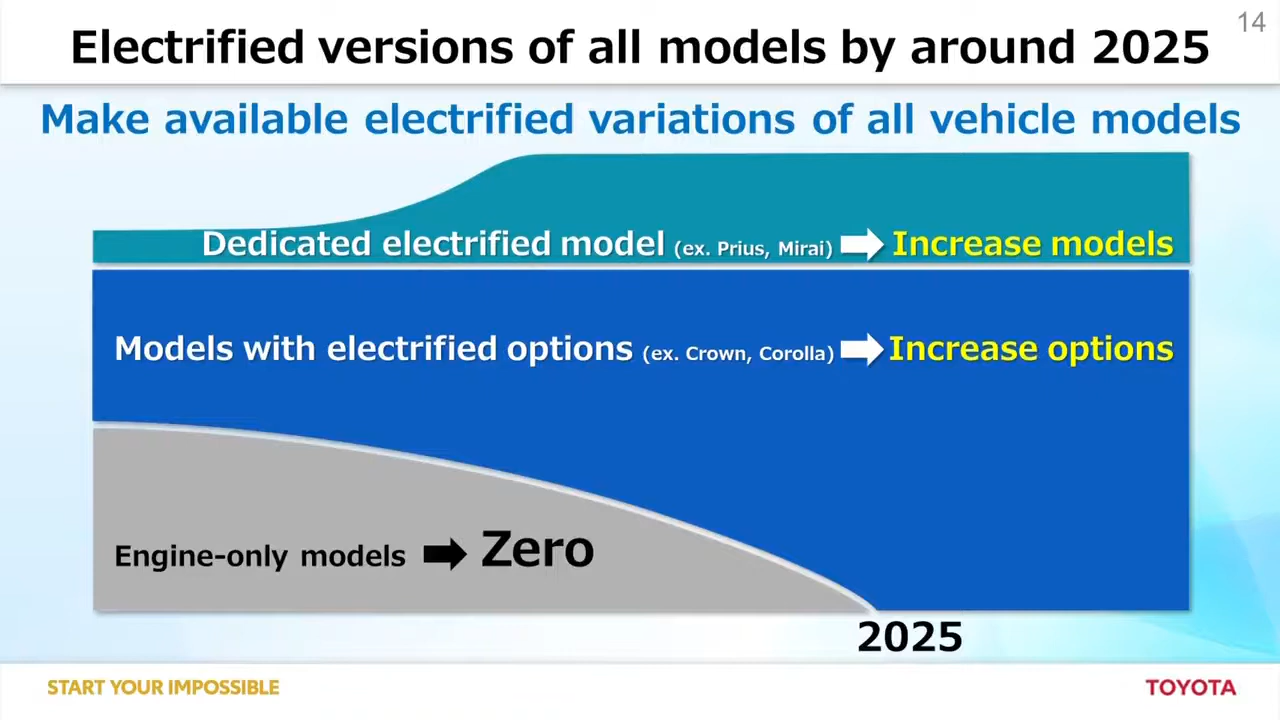 14
Electrified versions of all models by around 2025
Make available electrified variations of all vehicle models
Dedicated electrified model (ex. Prius, Mirai) Increase models
Models with electrified options (ex. Crown, Corolla) Increase options
Engine-only models Zero
2025
START YOUR IMPOSSIBLE
TOYOTA